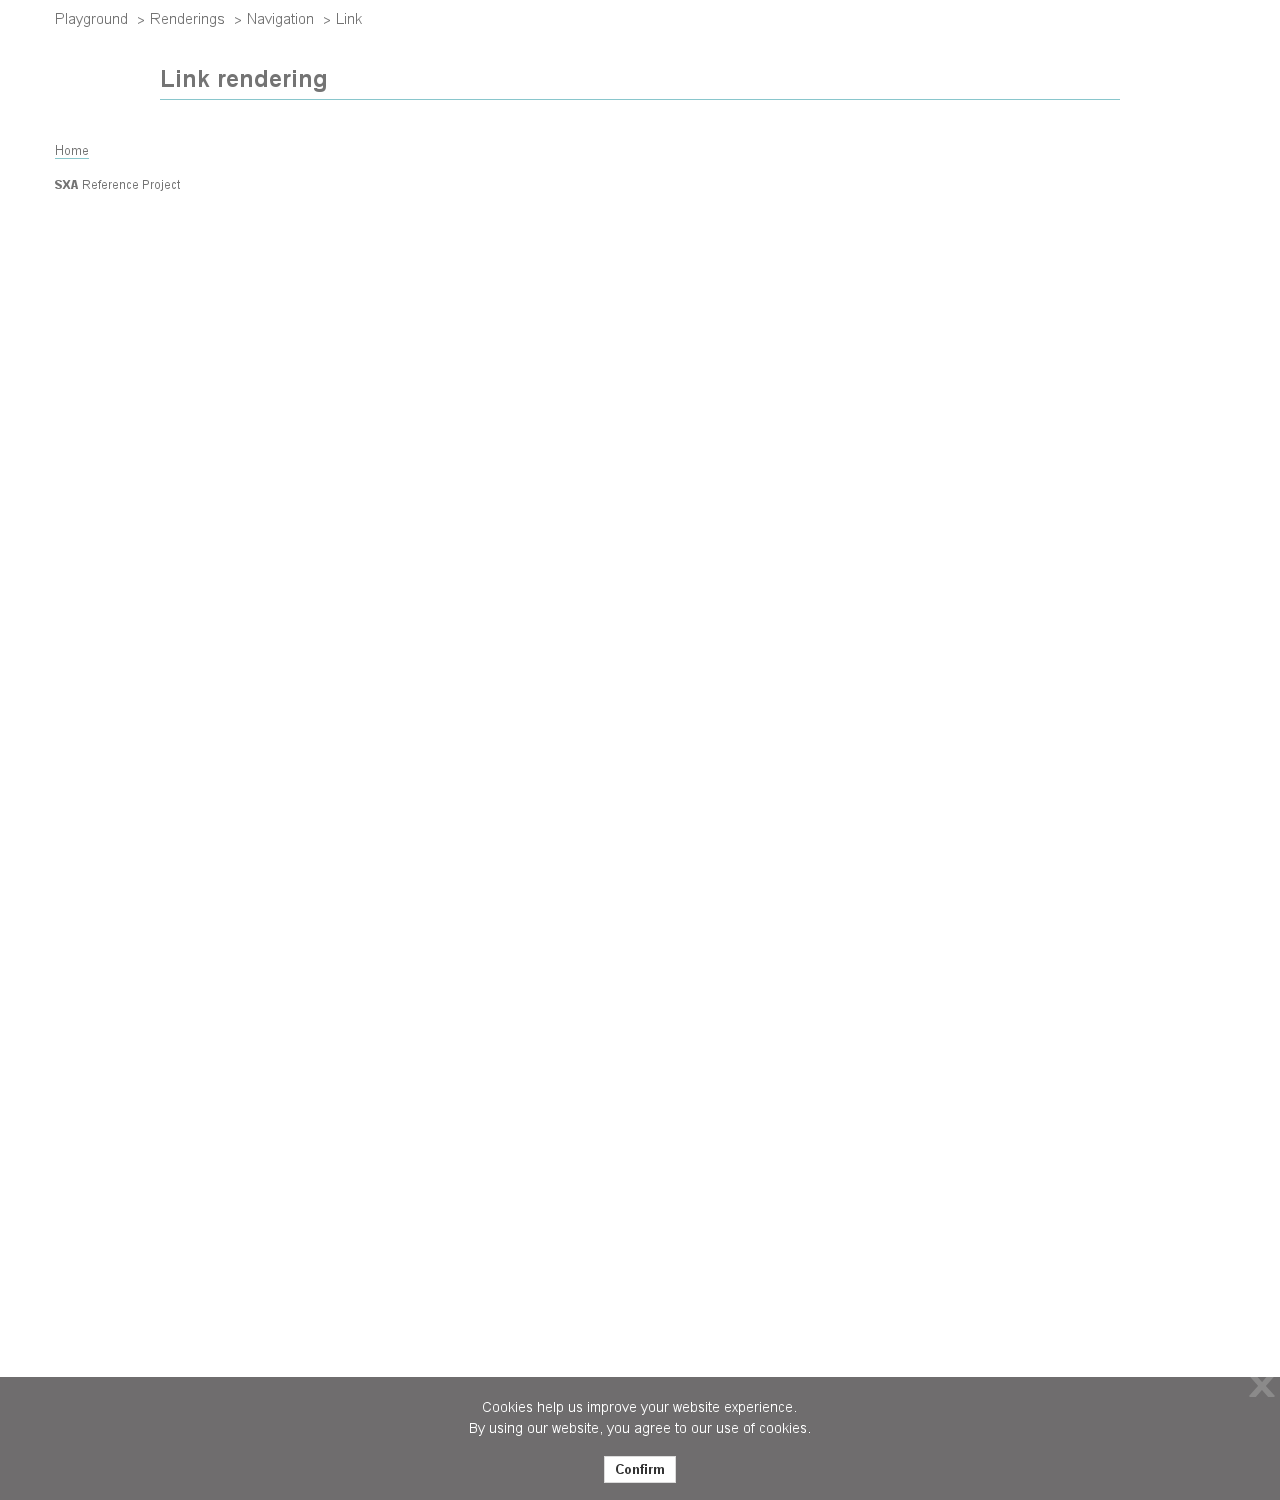 Playground > Renderings > Navigation > Link
Link rendering
Home
SXA Reference Project
Cookies help us improve your website experience.
By using our website, you agree to our use of cookies.
Confirm